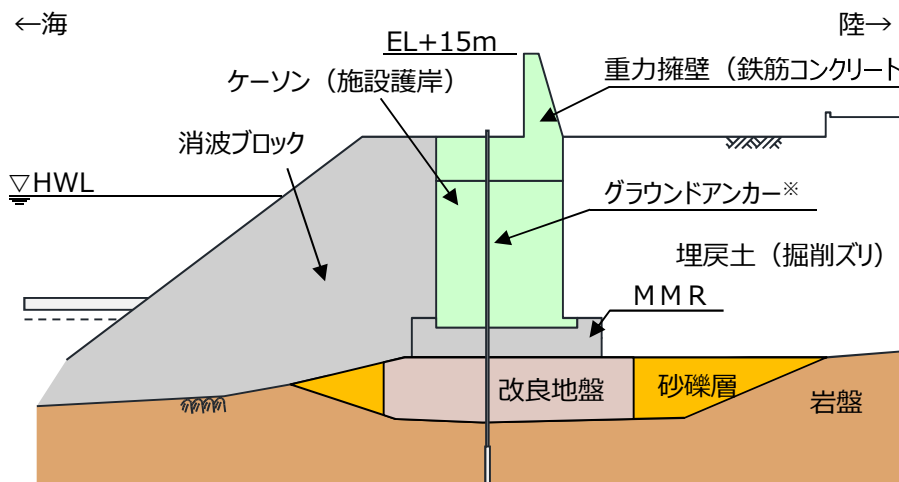 ←海
陸→
EL+15m
重力擁壁（鉄筋コンクリート
ケーソン（施設護岸）
消波ブロック
▽HWL
グラウンドアンカー※
埋戻土（掘削ズリ）
ＭＭＲ
改良地盤
砂礫層
岩盤